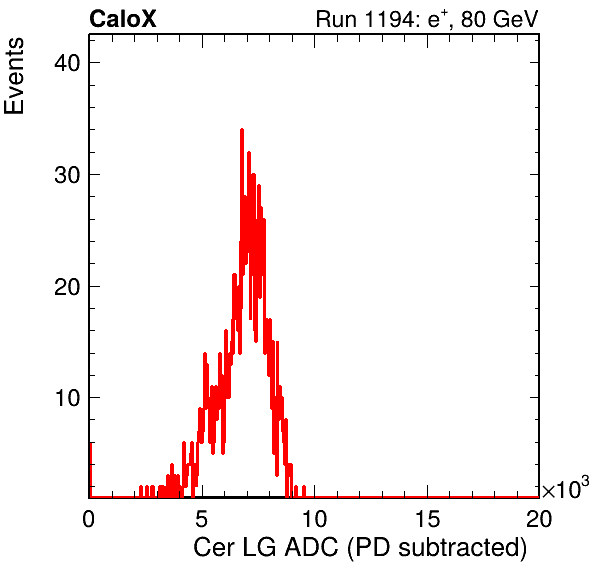 CaloX Run 1194: e⁺, 80 GeV
Events
40
30
20
10
0 5 10 15 20
×10³
Cer LG ADC (PD subtracted)